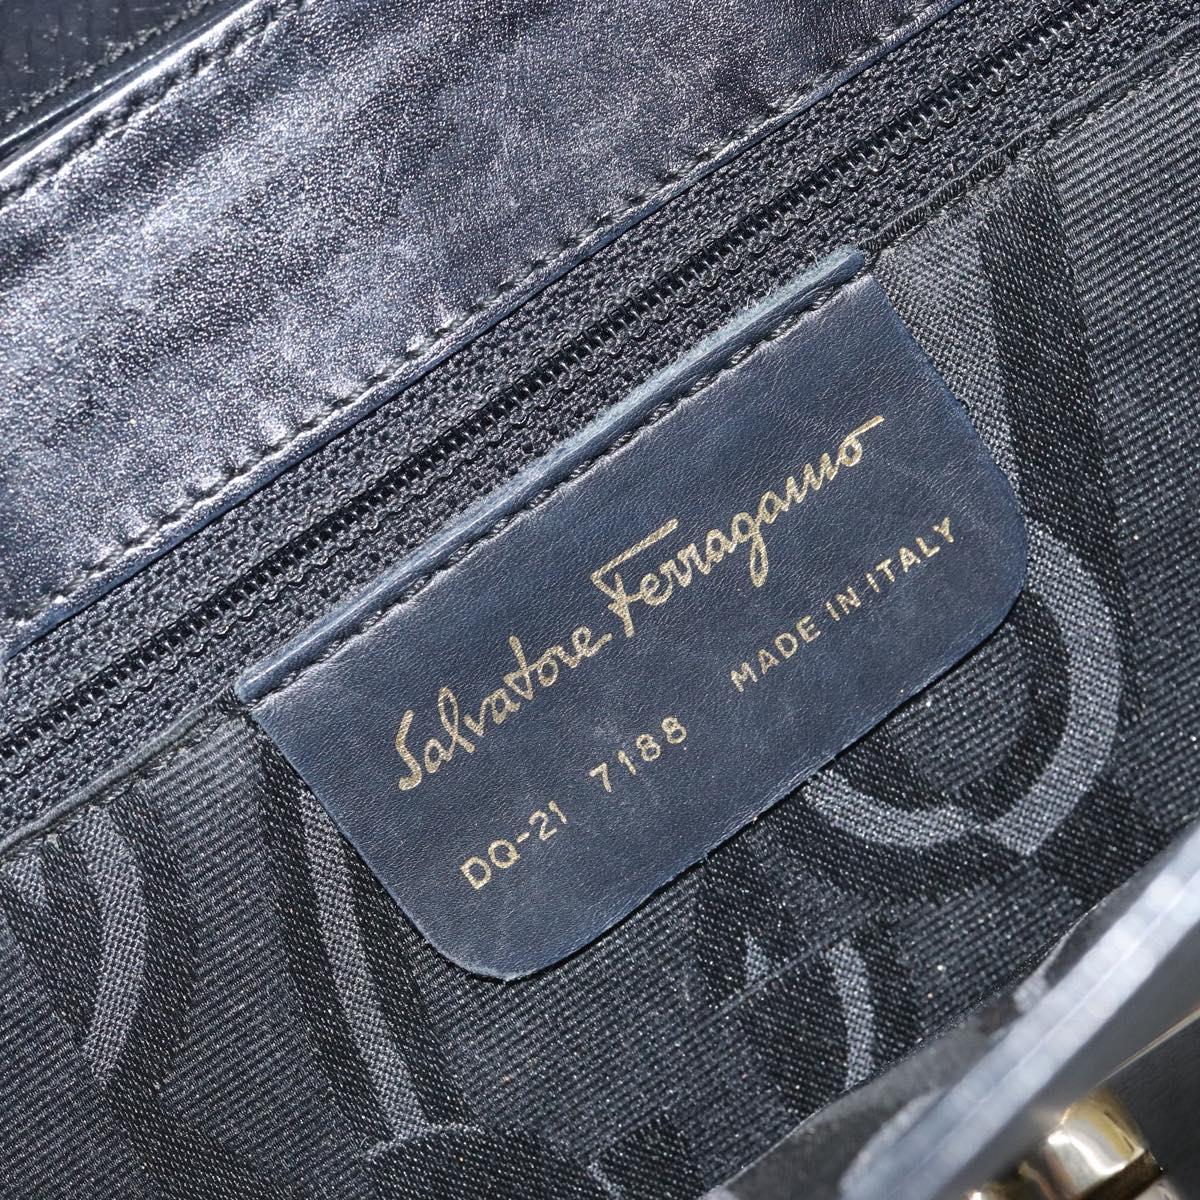 Salvatore Ferragamo
DQ-21 7188 MADE IN ITALY